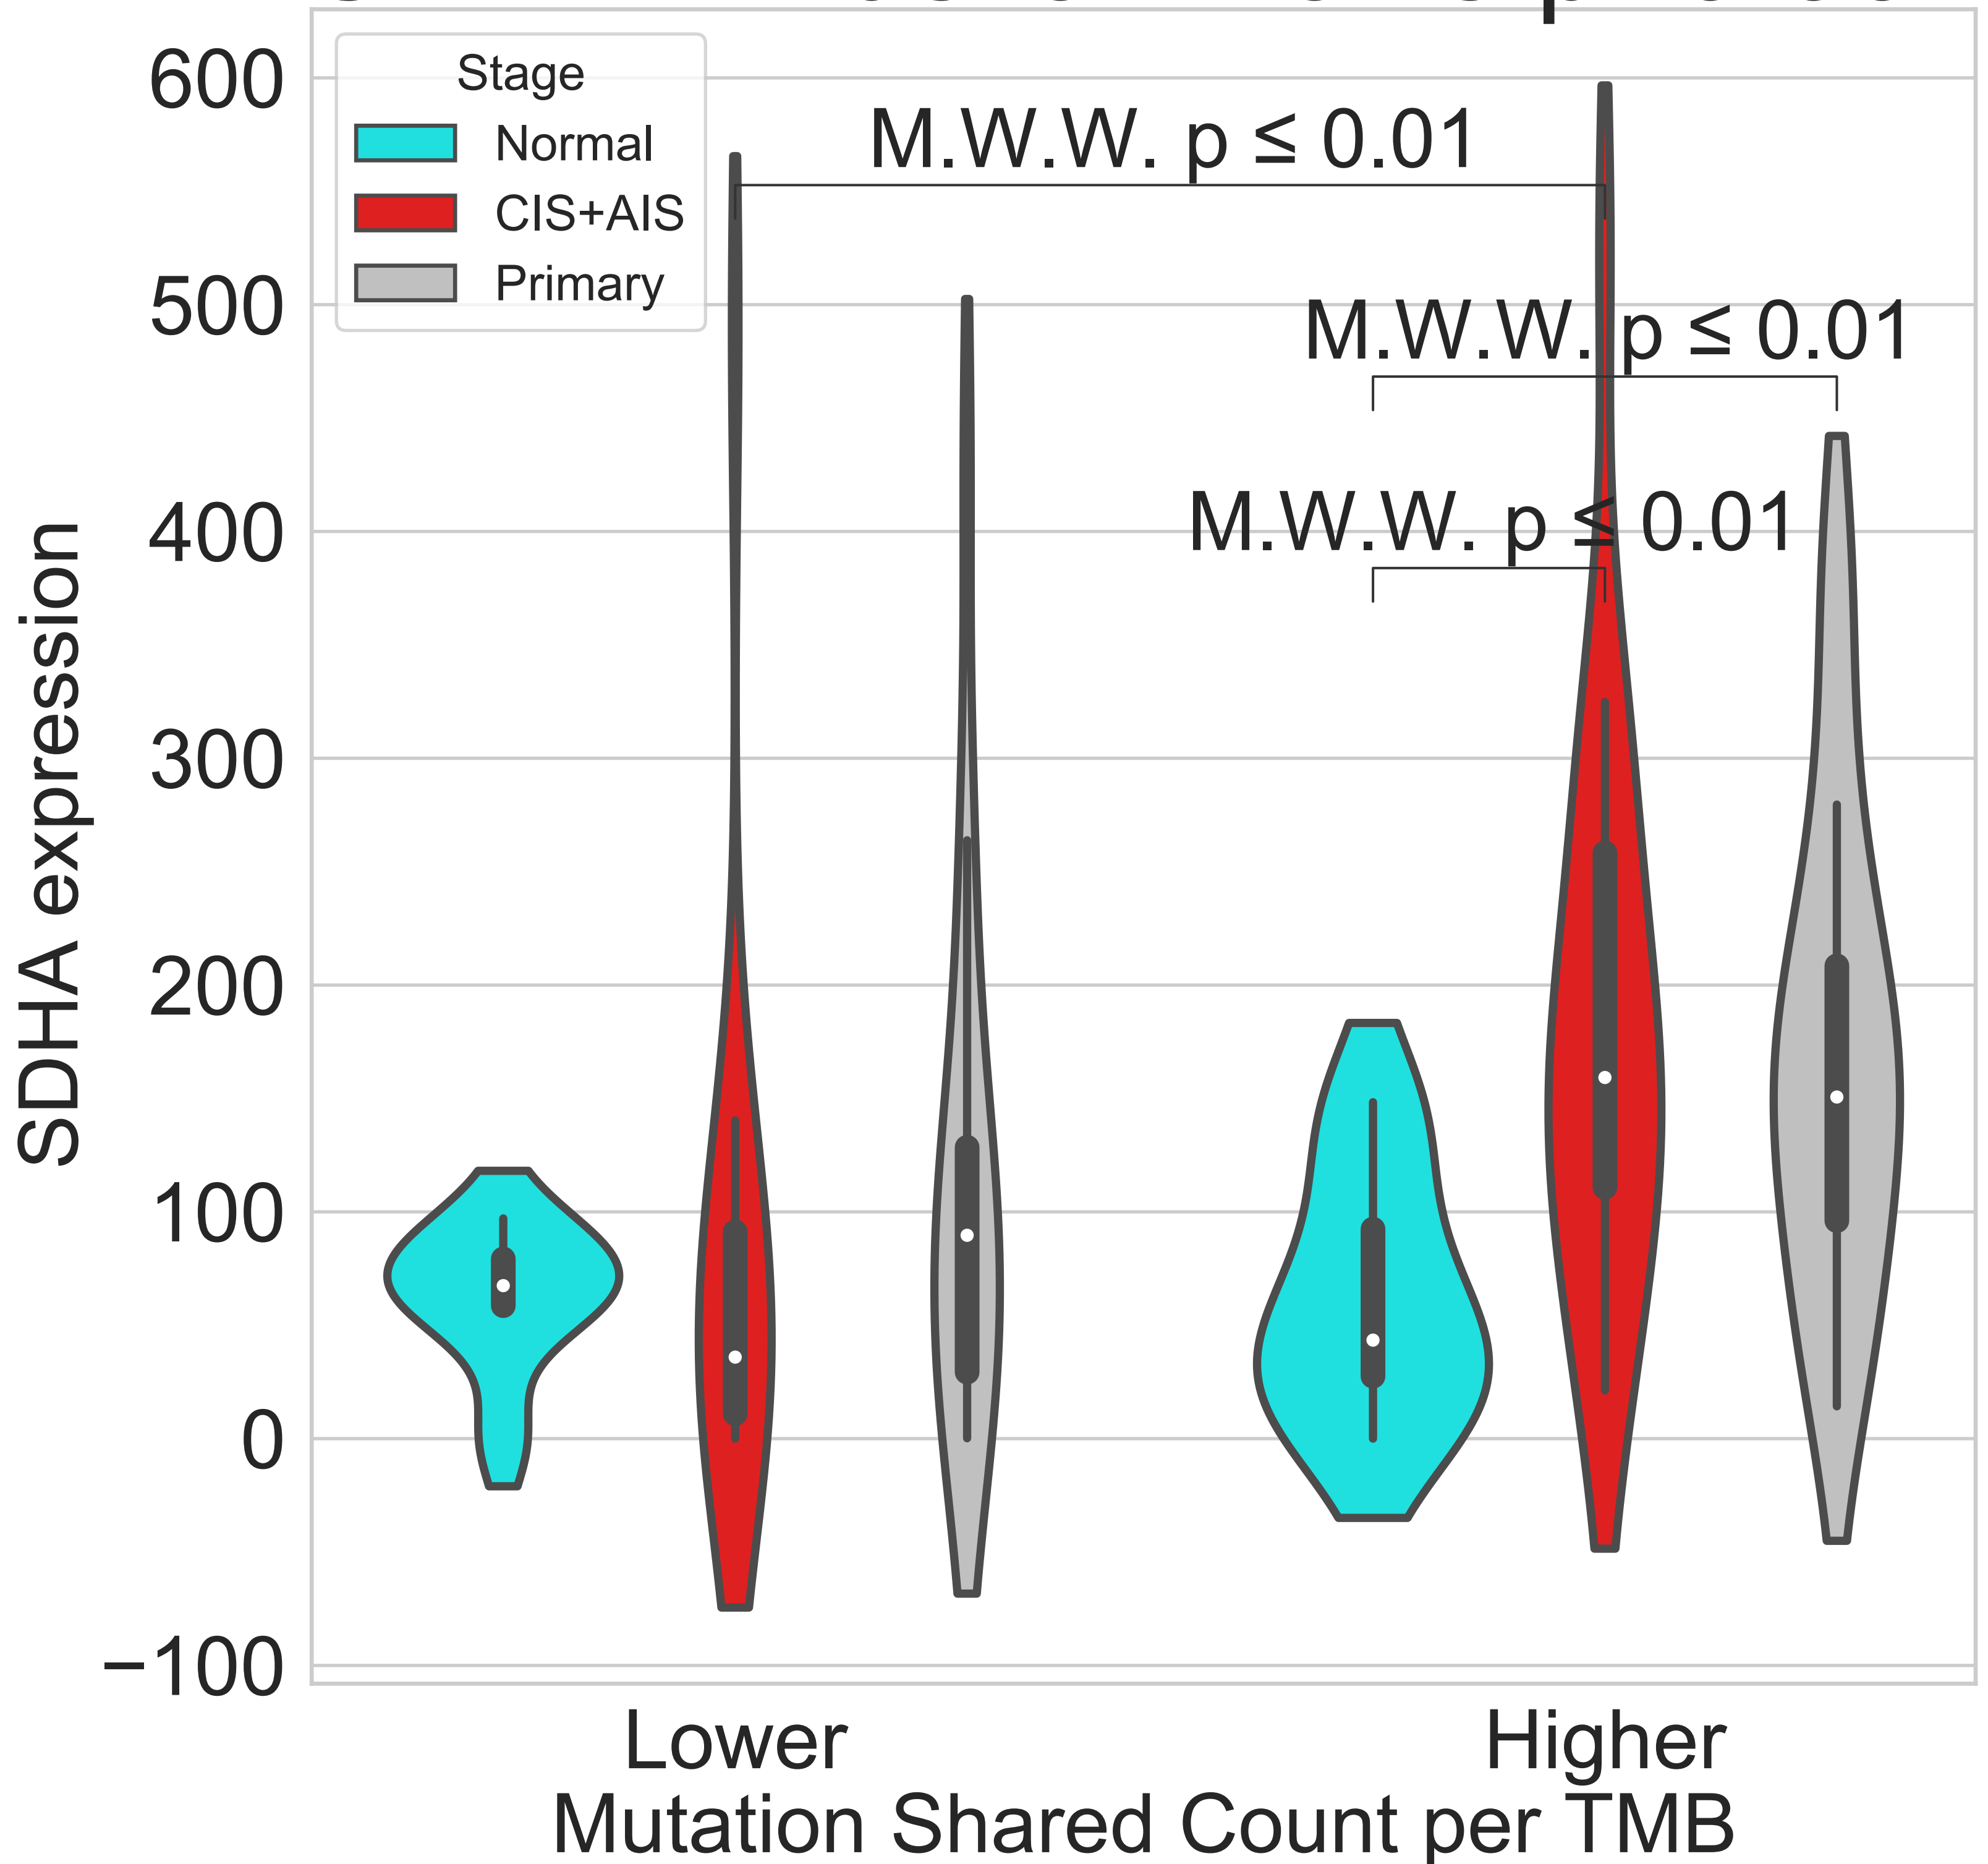 Stage
Normal
CIS+AIS
Primary
M.W.W. p ≤ 0.01
M.W.W. p ≤ 0.01
M.W.W. p ≤ 0.01
600
500
400
300
200
100
0
−100
SDHA expression
Lower
Higher
Mutation Shared Count per TMB